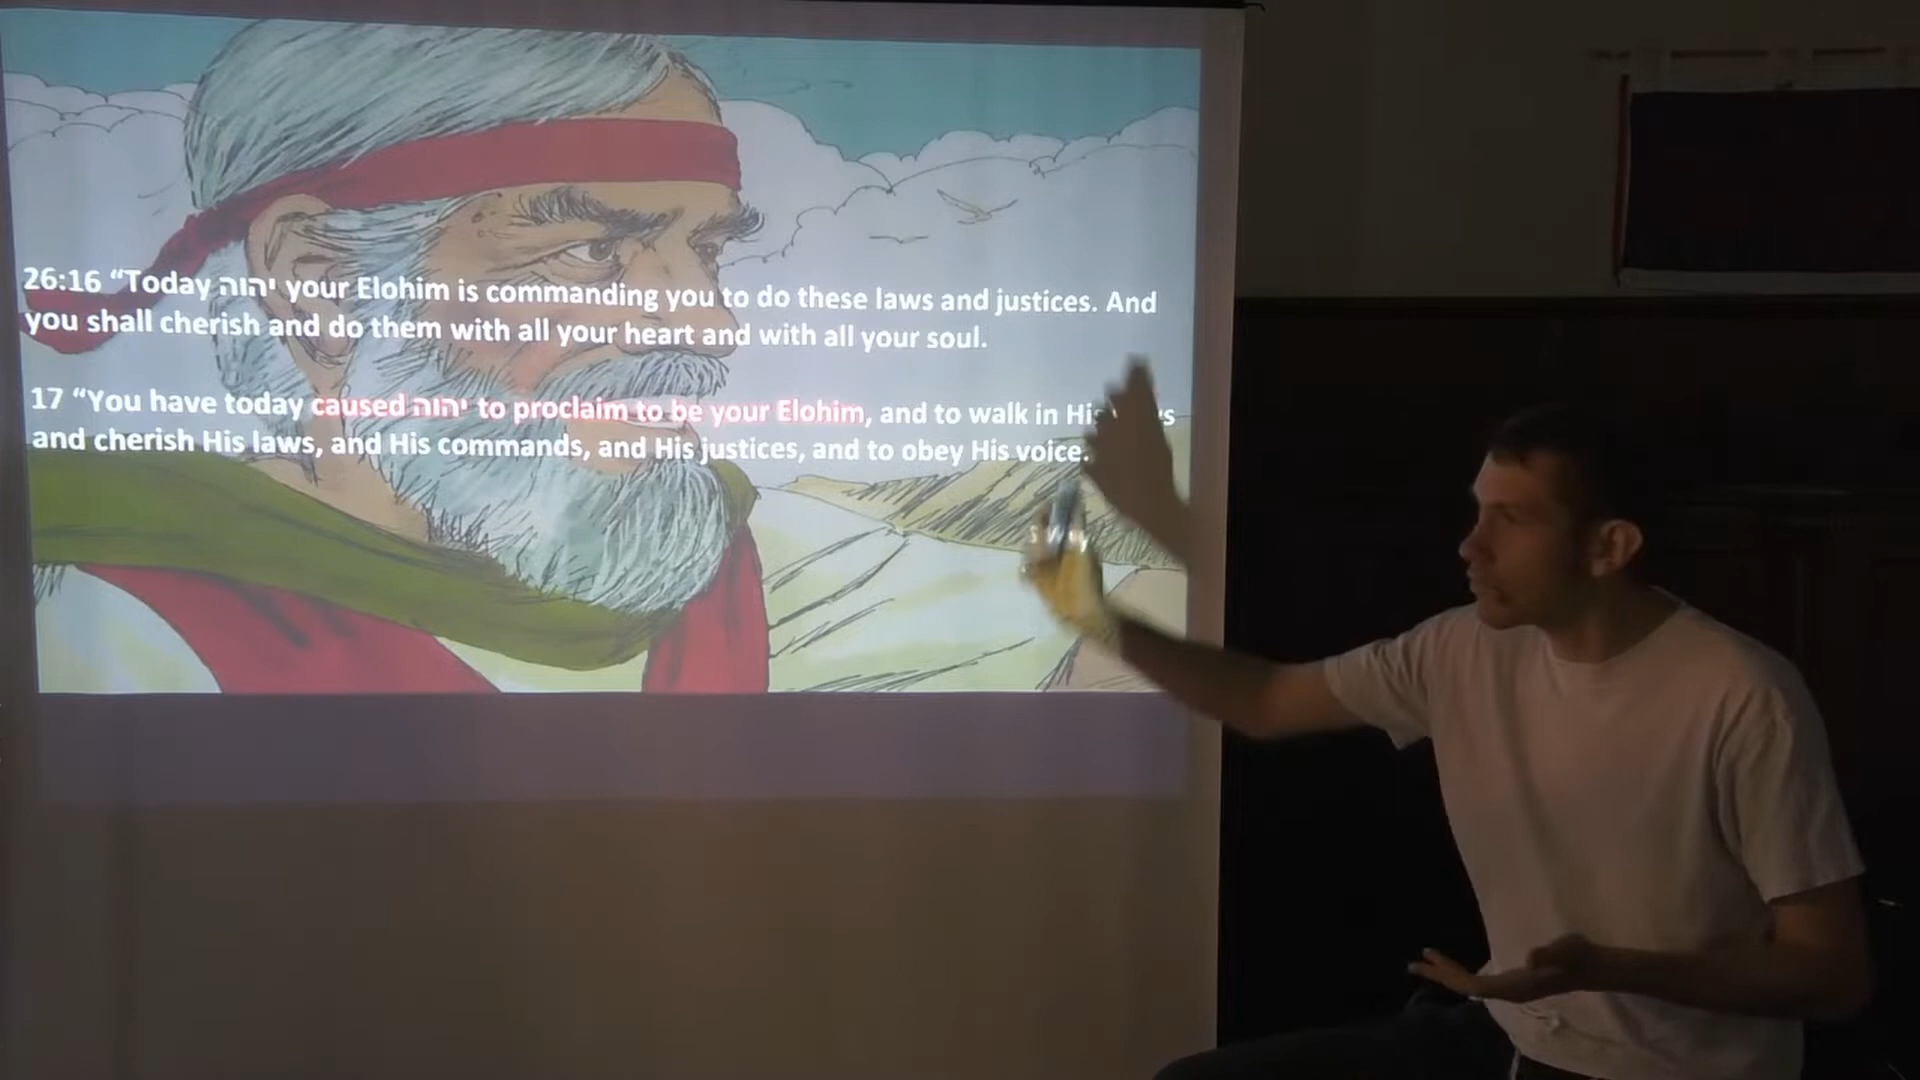 26:16 “Today יהוה your Elohim is commanding you to do these laws and justices. And
you shall cherish and do them with all your heart and with all your soul.
17 “You have today caused יהוה to proclaim to be your Elohim, and to walk in His
and cherish His laws, and His commands, and His justices, and to obey His voice.